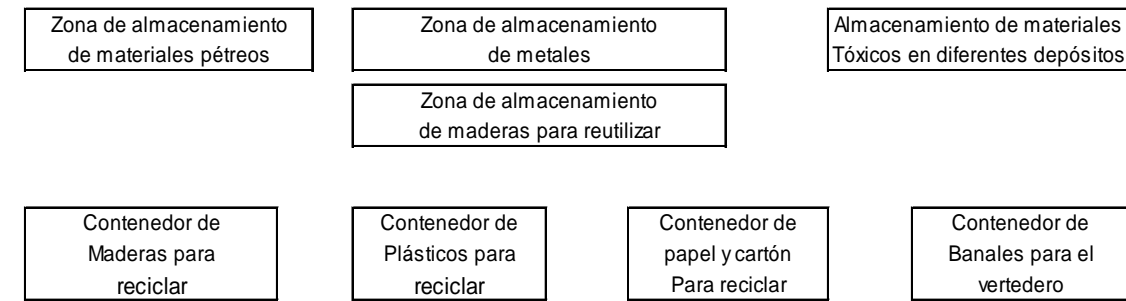 Zona de almacenamiento
de materiales pétreos
Zona de almacenamiento
de metales
Almacenamiento de materiales
Tóxicos en diferentes depósitos
Zona de almacenamiento
de maderas para reutilizar
Contenedor de
Maderas para
reciclar
Contenedor de
Plásticos para
reciclar
Contenedor de
papel y cartón
Para reciclar
Contenedor de
Banales para el
vertedero